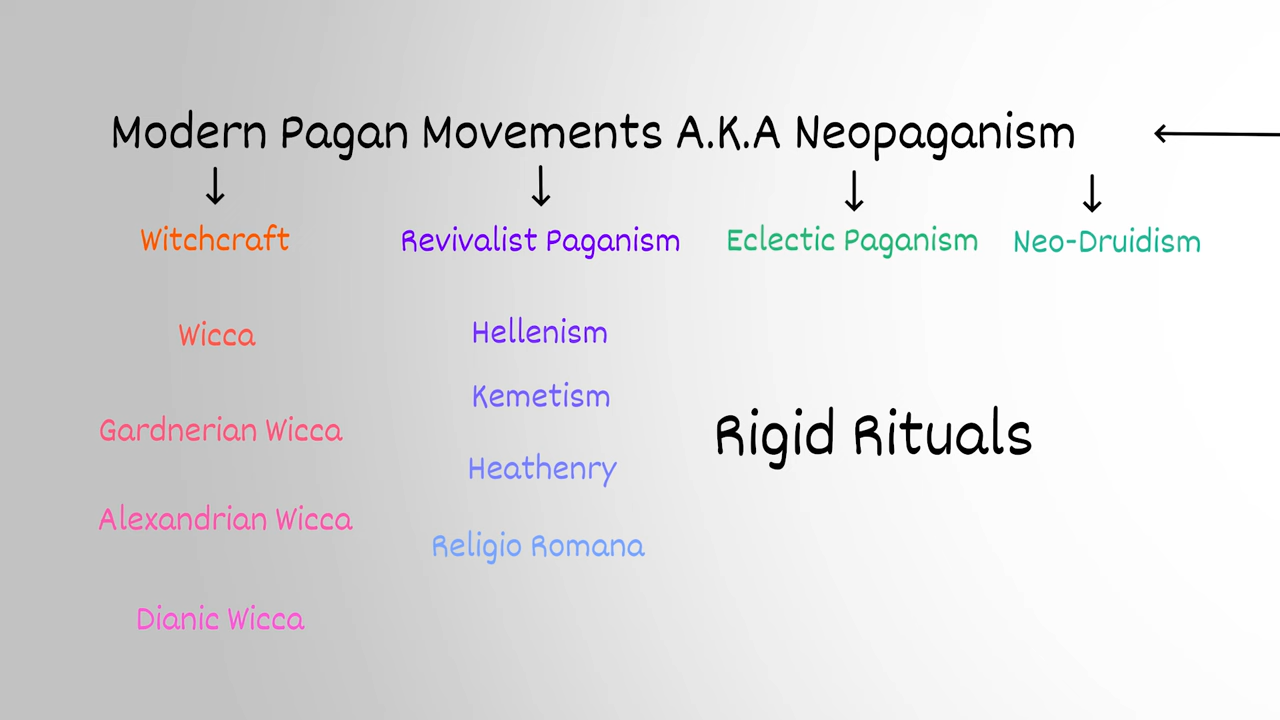 Modern Pagan Movements A.K.A Neopaganism
Witchcraft
Revivalist Paganism
Eclectic Paganism
Neo-Druidism
Wicca
Gardnerian Wicca
Alexandrian Wicca
Dianic Wicca
Hellenism
Kemetism
Heathenry
Religio Romana
Rigid Rituals